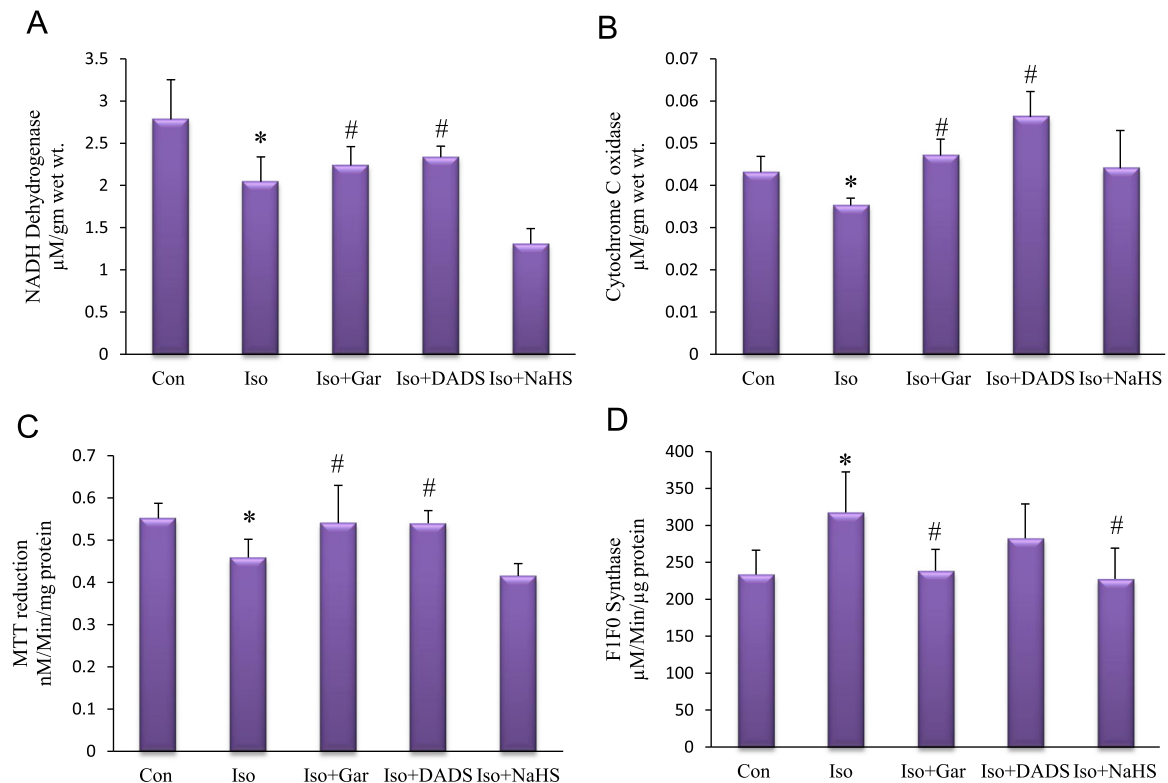 A
NADH Dehydrogenase
µM/gm wet wt.
3.5
3
2.5
2
1.5
1
0.5
0
*
#
#
Con Iso Iso+Gar Iso+DADS Iso+NaHS
B
Cytochrome C oxidase
µM/gm wet wt.
0.07
0.06
0.05
0.04
0.03
0.02
0.01
0
*
#
#
Con Iso Iso+Gar Iso+DADS Iso+NaHS
C
MTT reduction
nM/Min/mg protein
0.7
0.6
0.5
0.4
0.3
0.2
0.1
0
*
#
#
Con Iso Iso+Gar Iso+DADS Iso+NaHS
D
F1F0 Synthase
µM/Min/µg protein
400
350
300
250
200
150
100
50
0
*
#
#
Con Iso Iso+Gar Iso+DADS Iso+NaHS